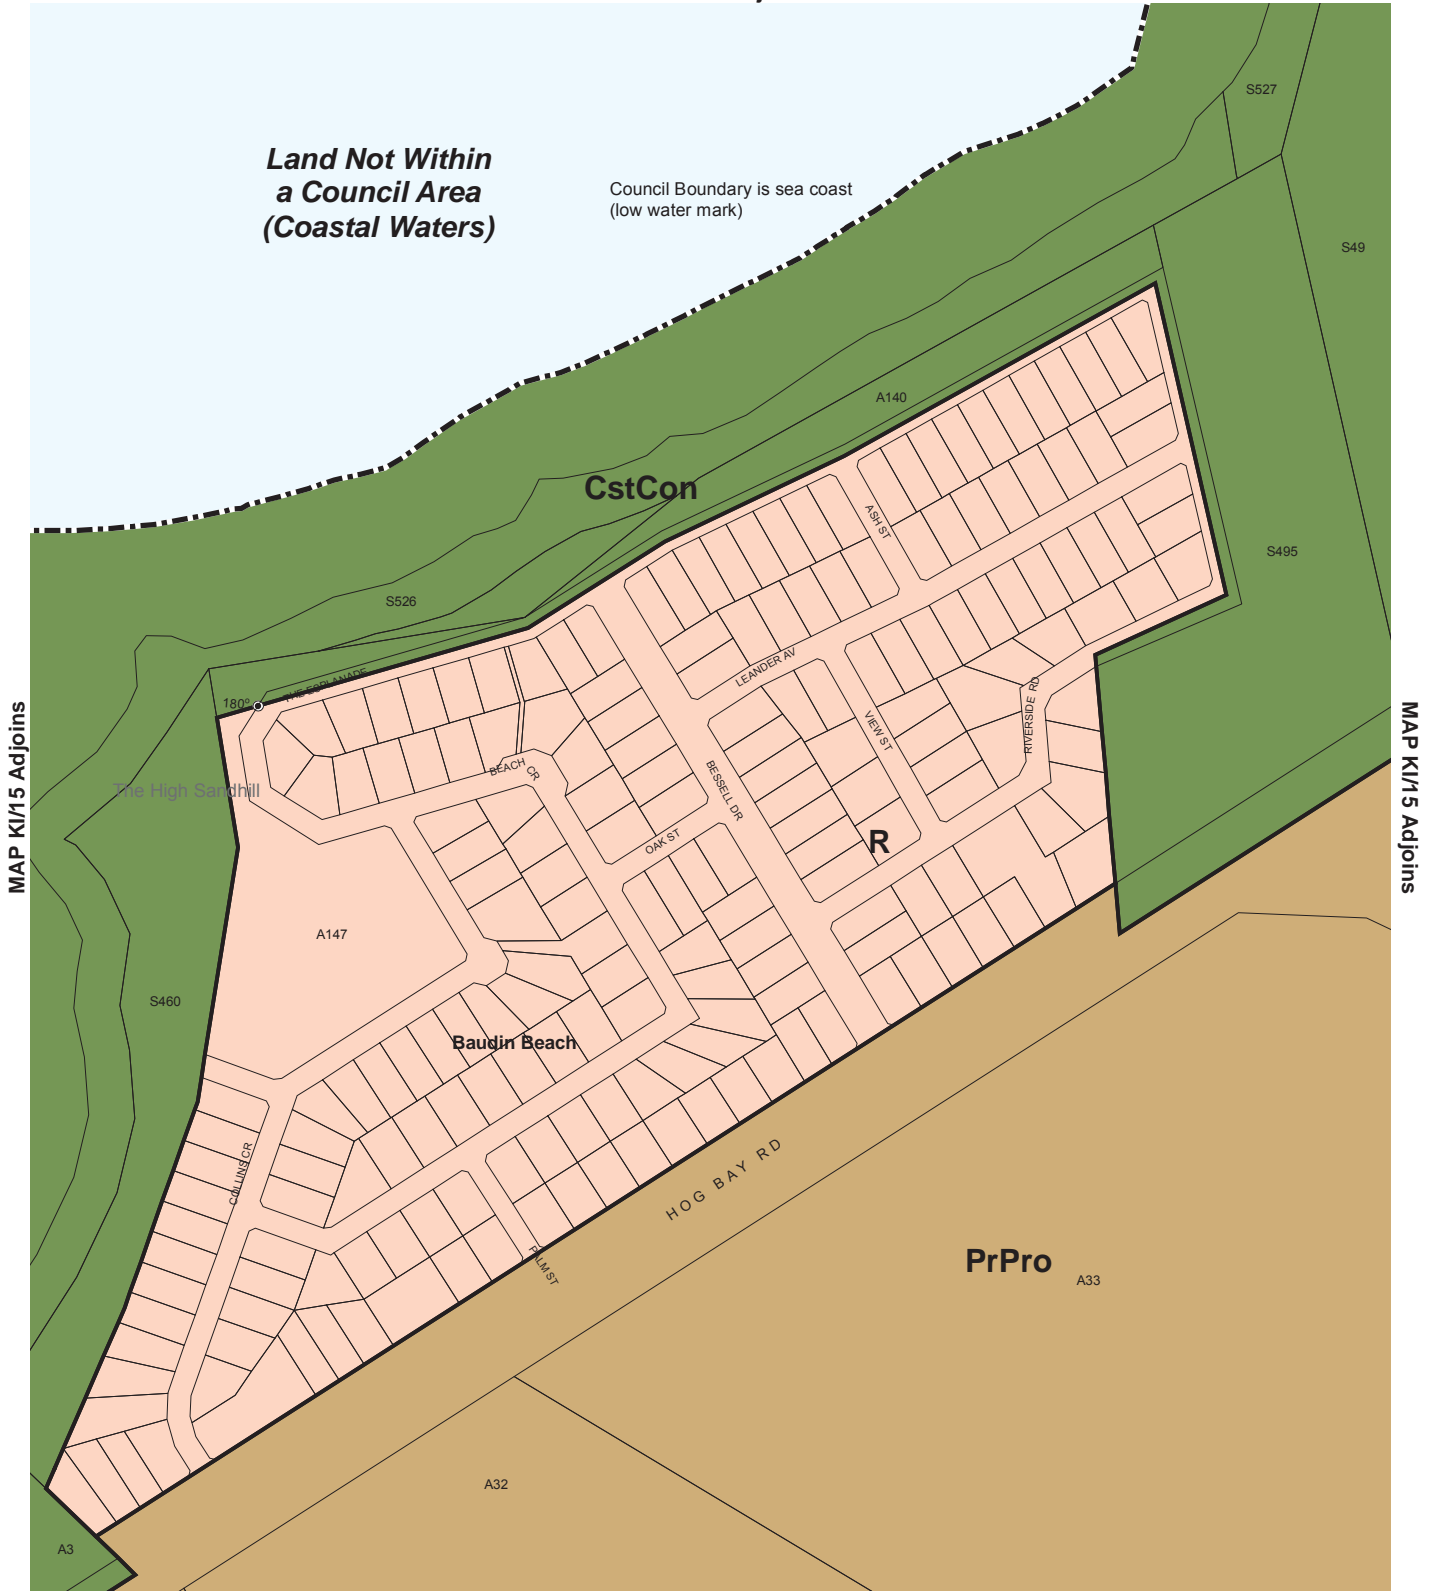 S527
Land Not Within
a Council Area
(Coastal Waters)
Council Boundary is sea coast
(low water mark)
S49
A140
CstCon
ASH ST
S495
S526
LEANDER AV
THE ESPLANADE
180°
RIVERSIDE RD
VIEW ST
MAP KI/15 Adjoins
MAP KI/15 Adjoins
BEACH
CR
The High Sandhill
BESSELL DR
OAK ST
R
A147
S460
Baudin Beach
COLLINS CR
HOG BAY RD
PALM ST
PrPro
A33
A32
A3